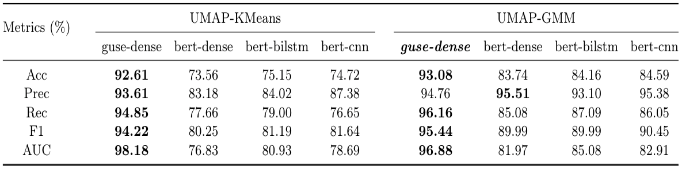 Metrics (%) UMAP-KMeans UMAP-GMM
guse-dense bert-dense bert-bilstm bert-cnn guse-dense bert-dense bert-bilstm bert-cnn
Acc 92.61 73.56 75.15 74.72 93.08 83.74 84.16 84.59
Prec 93.61 83.18 84.02 87.38 94.76 95.51 93.10 95.38
Rec 94.85 77.66 79.00 76.65 96.16 85.08 87.09 86.05
F1 94.22 80.25 81.19 81.64 95.44 89.99 89.99 90.45
AUC 98.18 76.83 80.93 78.69 96.88 81.97 85.08 82.91